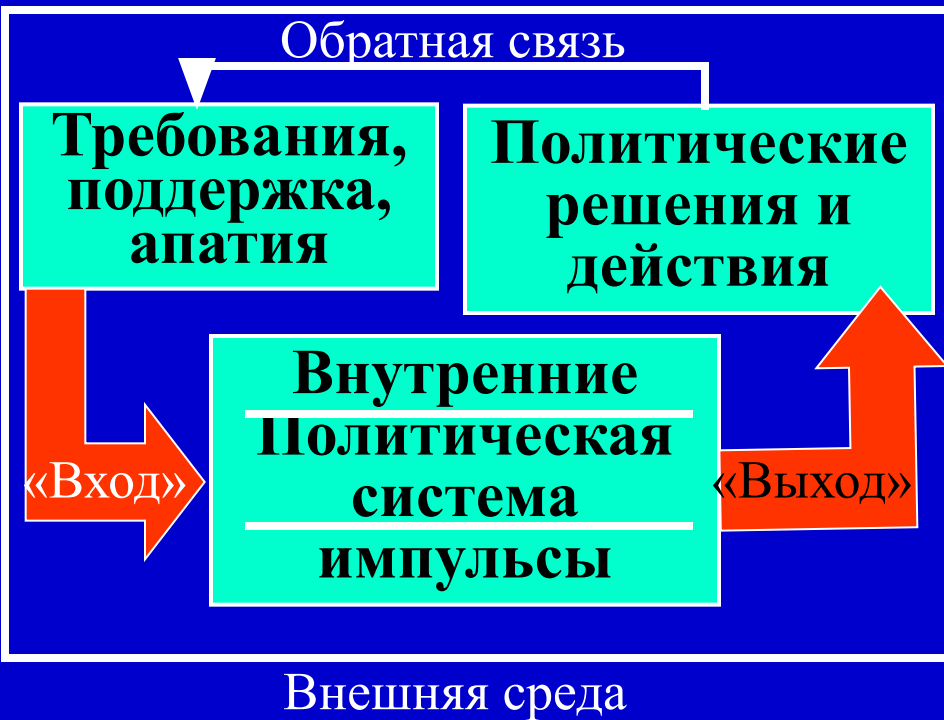 Обратная связь
Требования,
поддержка,
апатия
Политические
решения и
действия
Внутренние
Политическая
система
импульсы
«Вход»
«Выход»
Внешняя среда